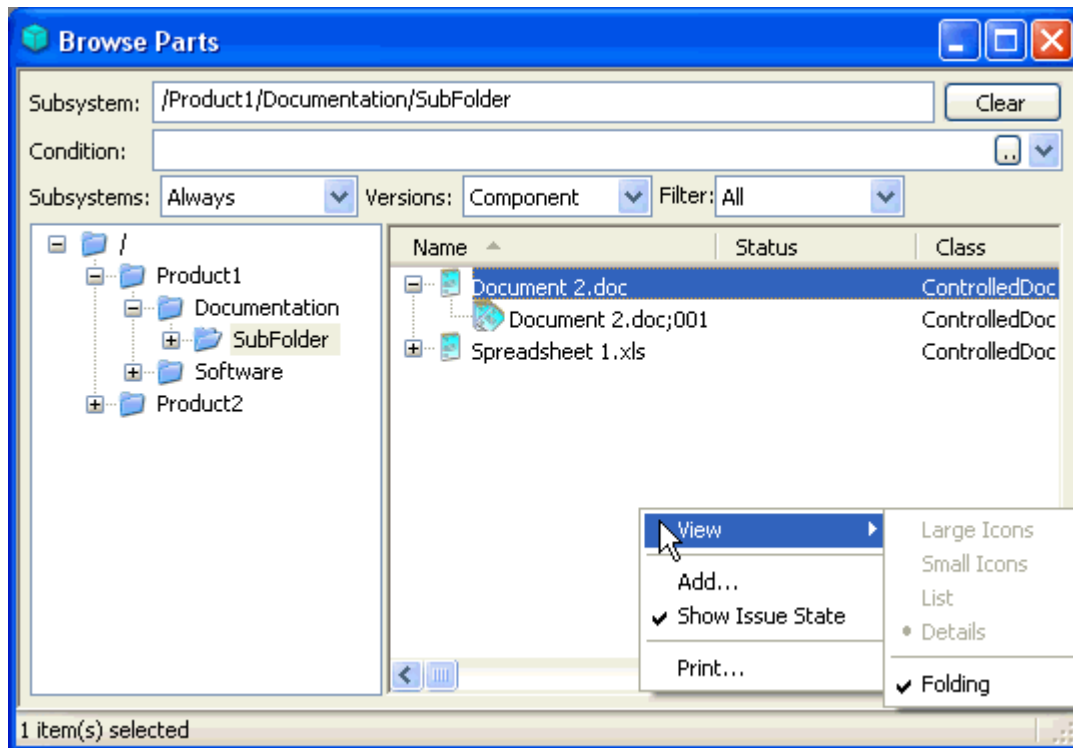 Browse Parts
Subsystem: /Product1/Documentation/SubFolder Clear
Condition: ..
Subsystems: Always Versions: Component Filter: All
/
Product1
Documentation
SubFolder
Software
Product2
Name Status Class
Document 2.doc ControlledDoc
Document 2.doc;001 ControlledDoc
Spreadsheet 1.xls ControlledDoc
View
Add...
Show Issue State
Print...
Large Icons
Small Icons
List
Details
Folding
1 item(s) selected